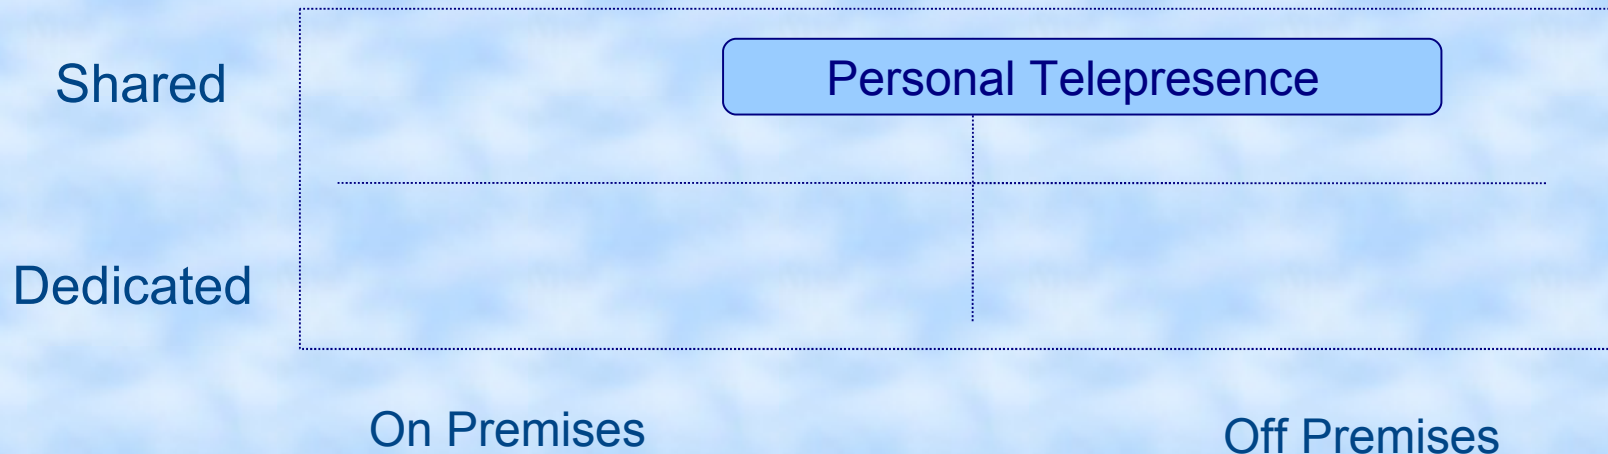 Shared
Personal Telepresence
Dedicated
On Premises
Off Premises